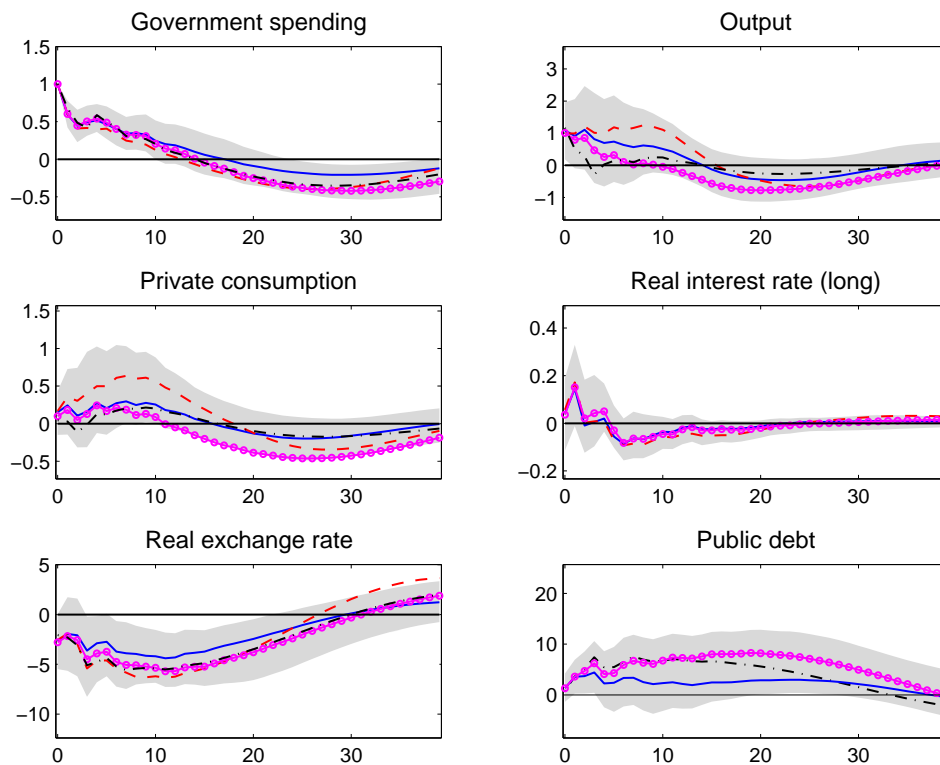 Government spending
1.5
1
0.5
0
−0.5
0 10 20 30
Output
3
2
1
0
−1
0 10 20 30
Private consumption
1.5
1
0.5
0
−0.5
0 10 20 30
Real interest rate (long)
0.4
0.2
0
−0.2
0 10 20 30
Real exchange rate
5
0
−5
−10
0 10 20 30
Public debt
20
10
0
0 10 20 30